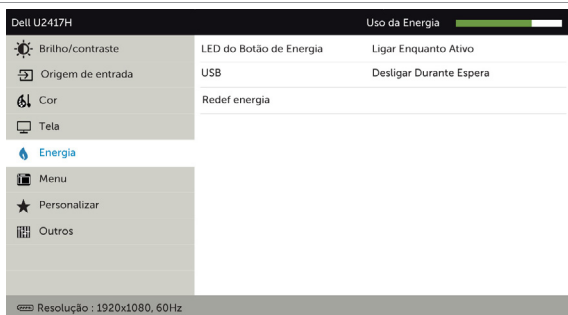 Dell U2417H Uso da Energia
Brilho/contraste LED do Botão de Energia Ligar Enquanto Ativo
Origem de entrada USB Desligar Durante Espera
Cor Redef energia
Tela
Energia
Menu
Personalizar
Outros
Resolução : 1920x1080, 60Hz